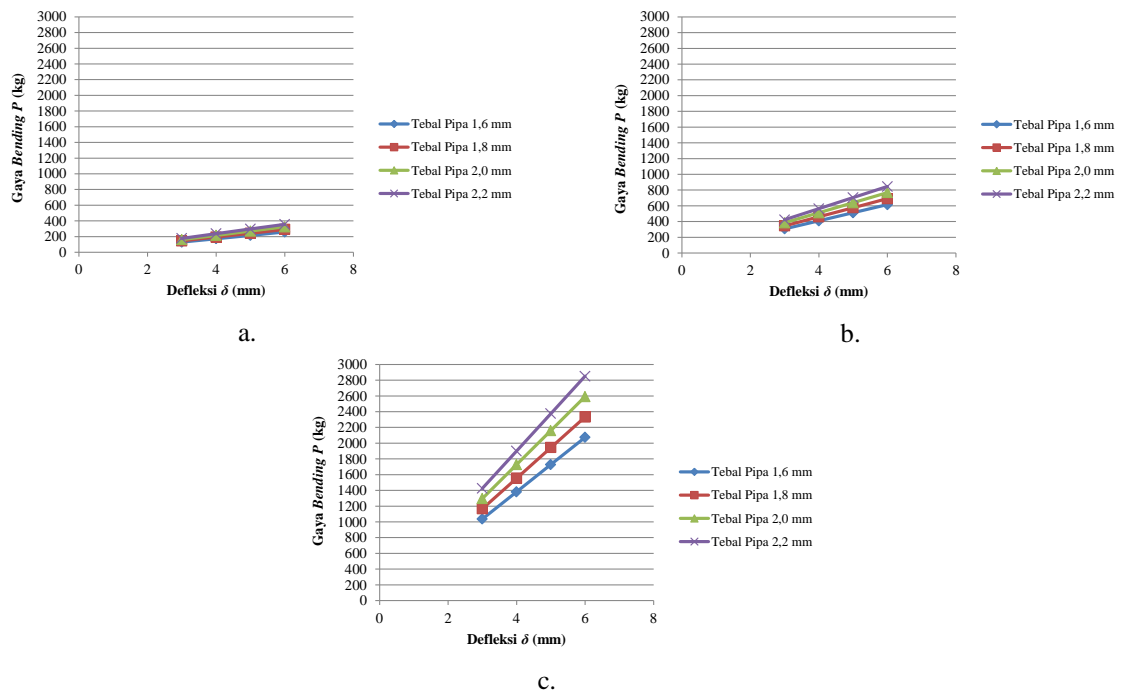 3000
2800
2600
2400
2200
2000
1800
1600
1400
1200
1000
800
600
400
200
0
Gaya Bending P (kg)
0 2 4 6 8
Defleksi δ (mm)
Tebal Pipa 1,6 mm
Tebal Pipa 1,8 mm
Tebal Pipa 2,0 mm
Tebal Pipa 2,2 mm
a.
3000
2800
2600
2400
2200
2000
1800
1600
1400
1200
1000
800
600
400
200
0
Gaya Bending P (kg)
0 2 4 6 8
Defleksi δ (mm)
Tebal Pipa 1,6 mm
Tebal Pipa 1,8 mm
Tebal Pipa 2,0 mm
Tebal Pipa 2,2 mm
b.
3000
2800
2600
2400
2200
2000
1800
1600
1400
1200
1000
800
600
400
200
0
Gaya Bending P (kg)
0 2 4 6 8
Defleksi δ (mm)
Tebal Pipa 1,6 mm
Tebal Pipa 1,8 mm
Tebal Pipa 2,0 mm
Tebal Pipa 2,2 mm
c.